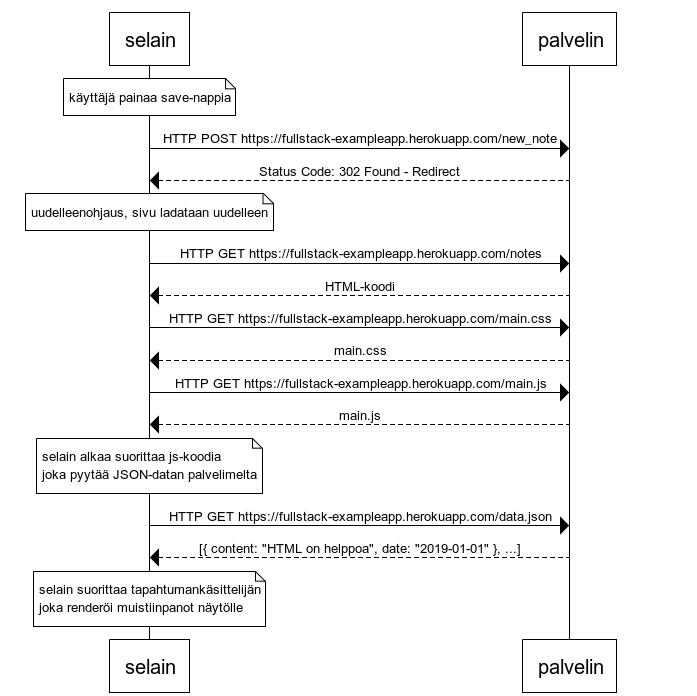 selain
palvelin
käyttäjä painaa save-nappia
HTTP POST https://fullstack-exampleapp.herokuapp.com/new_note
Status Code: 302 Found - Redirect
uudelleenohjaus, sivu ladataan uudelleen
HTTP GET https://fullstack-exampleapp.herokuapp.com/notes
HTML-koodi
HTTP GET https://fullstack-exampleapp.herokuapp.com/main.css
main.css
HTTP GET https://fullstack-exampleapp.herokuapp.com/main.js
main.js
selain alkaa suorittaa js-koodia
joka pyytää JSON-datan palvelimelta
HTTP GET https://fullstack-exampleapp.herokuapp.com/data.json
[{ content: "HTML on helppoa", date: "2019-01-01" }, ...]
selain suorittaa tapahtumankäsittelijän
joka renderöi muistiinpanot näytölle
selain
palvelin